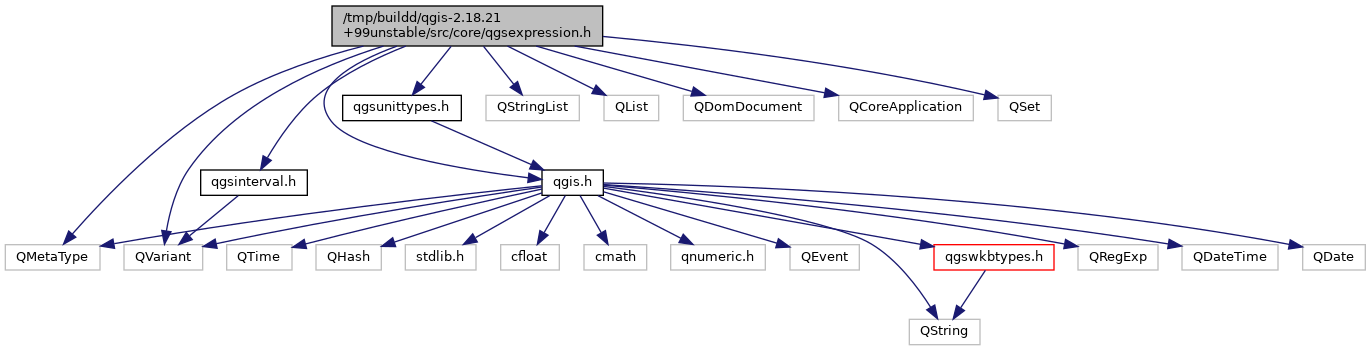 /tmp/buildd/qgis-2.18.21
+99unstable/src/core/qgsexpression.h
qgsunittypes.h
QStringList
QList
QDomDocument
QCoreApplication
QSet
qgsinterval.h
qgis.h
QMetaType
QVariant
QTime
QHash
stdlib.h
cfloat
cmath
qnumeric.h
QEvent
qgswkbtypes.h
QRegExp
QDateTime
QDate
QString